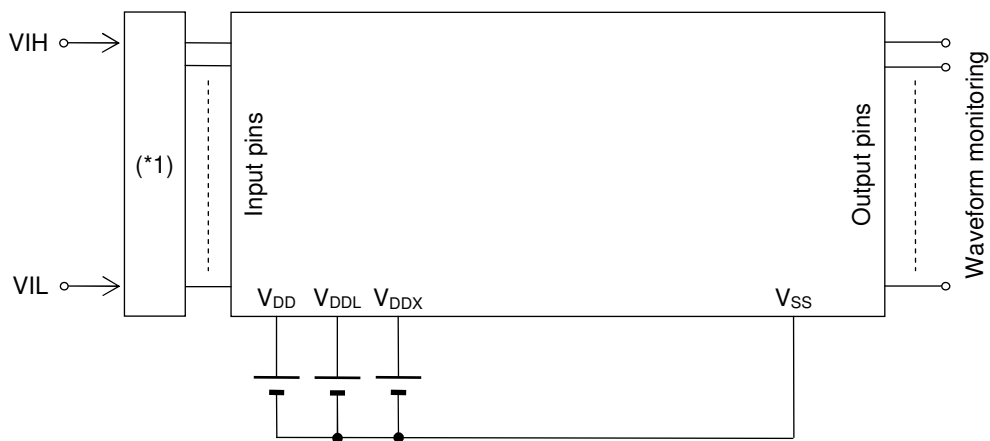 VIH
(*1)
VIL
Input pins
Output pins
Waveform monitoring
VDD
VDDL
VDDX
VSS